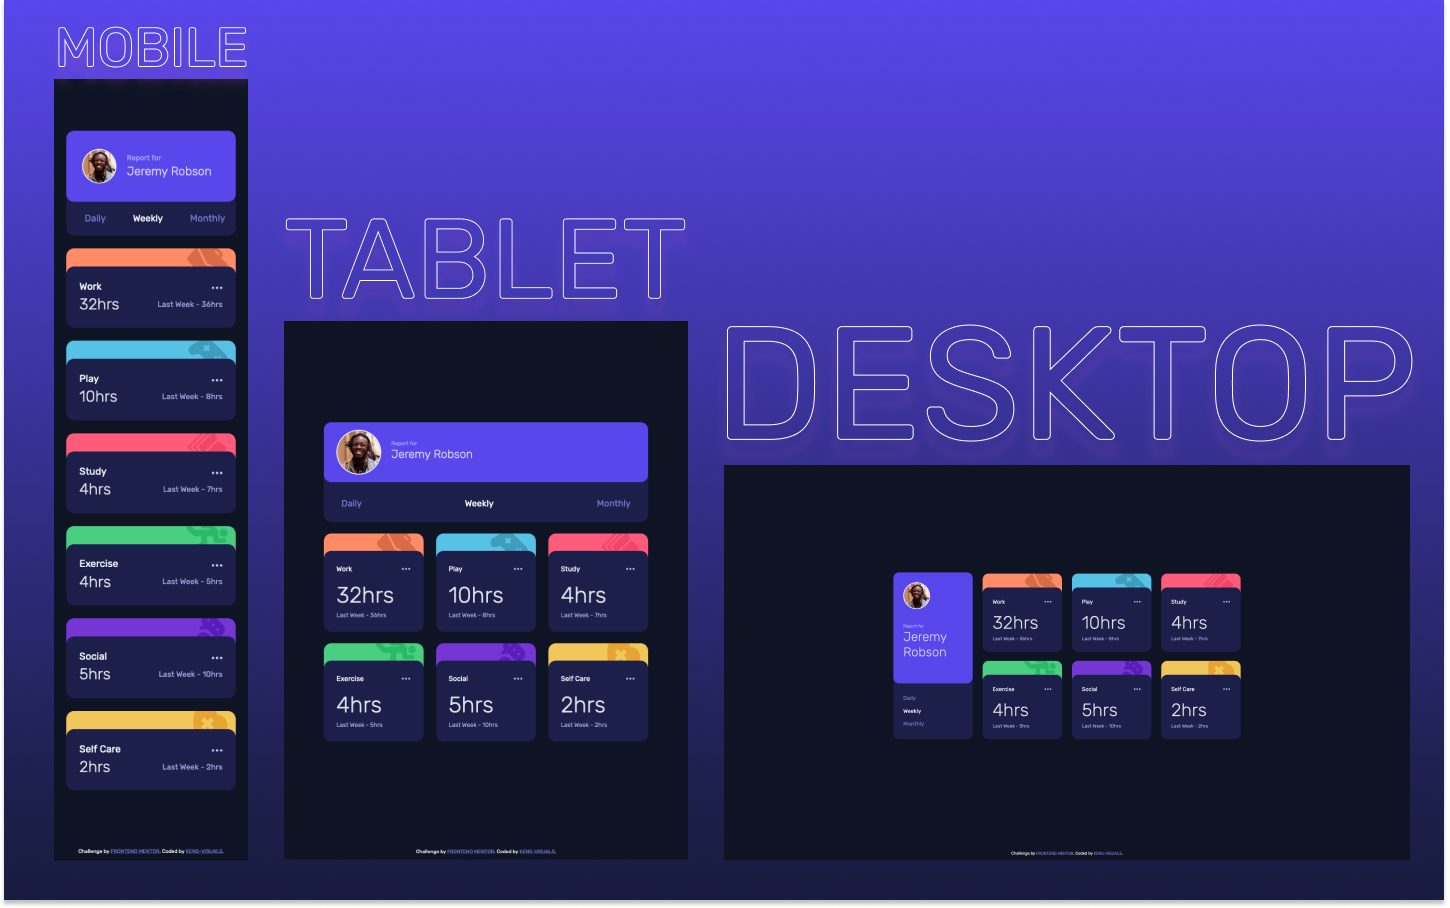 MOBILE
Report for
Jeremy Robson
Daily Weekly Monthly
Work
32hrs Last Week - 36hrs
Play
10hrs Last Week - 8hrs
Study
4hrs Last Week - 7hrs
Exercise
4hrs Last Week - 5hrs
Social
5hrs Last Week - 10hrs
Self Care
2hrs Last Week - 2hrs
Challenge by FRONTEND MENTOR. Coded by KENS-VISUALS.
TABLET
Report for
Jeremy Robson
Daily Weekly Monthly
Work Play Study
32hrs 10hrs 4hrs
Last Week - 36hrs Last Week - 8hrs Last Week - 7hrs
Exercise Social Self Care
4hrs 5hrs 2hrs
Last Week - 5hrs Last Week - 10hrs Last Week - 2hrs
Challenge by FRONTEND MENTOR. Coded by KENS-VISUALS.
DESKTOP
Report for
Jeremy
Robson
Daily
Weekly
Monthly
Work Play Study
32hrs 10hrs 4hrs
Last Week - 36hrs Last Week - 8hrs Last Week - 7hrs
Exercise Social Self Care
4hrs 5hrs 2hrs
Last Week - 5hrs Last Week - 10hrs Last Week - 2hrs
Challenge by FRONTEND MENTOR. Coded by KENS-VISUALS.